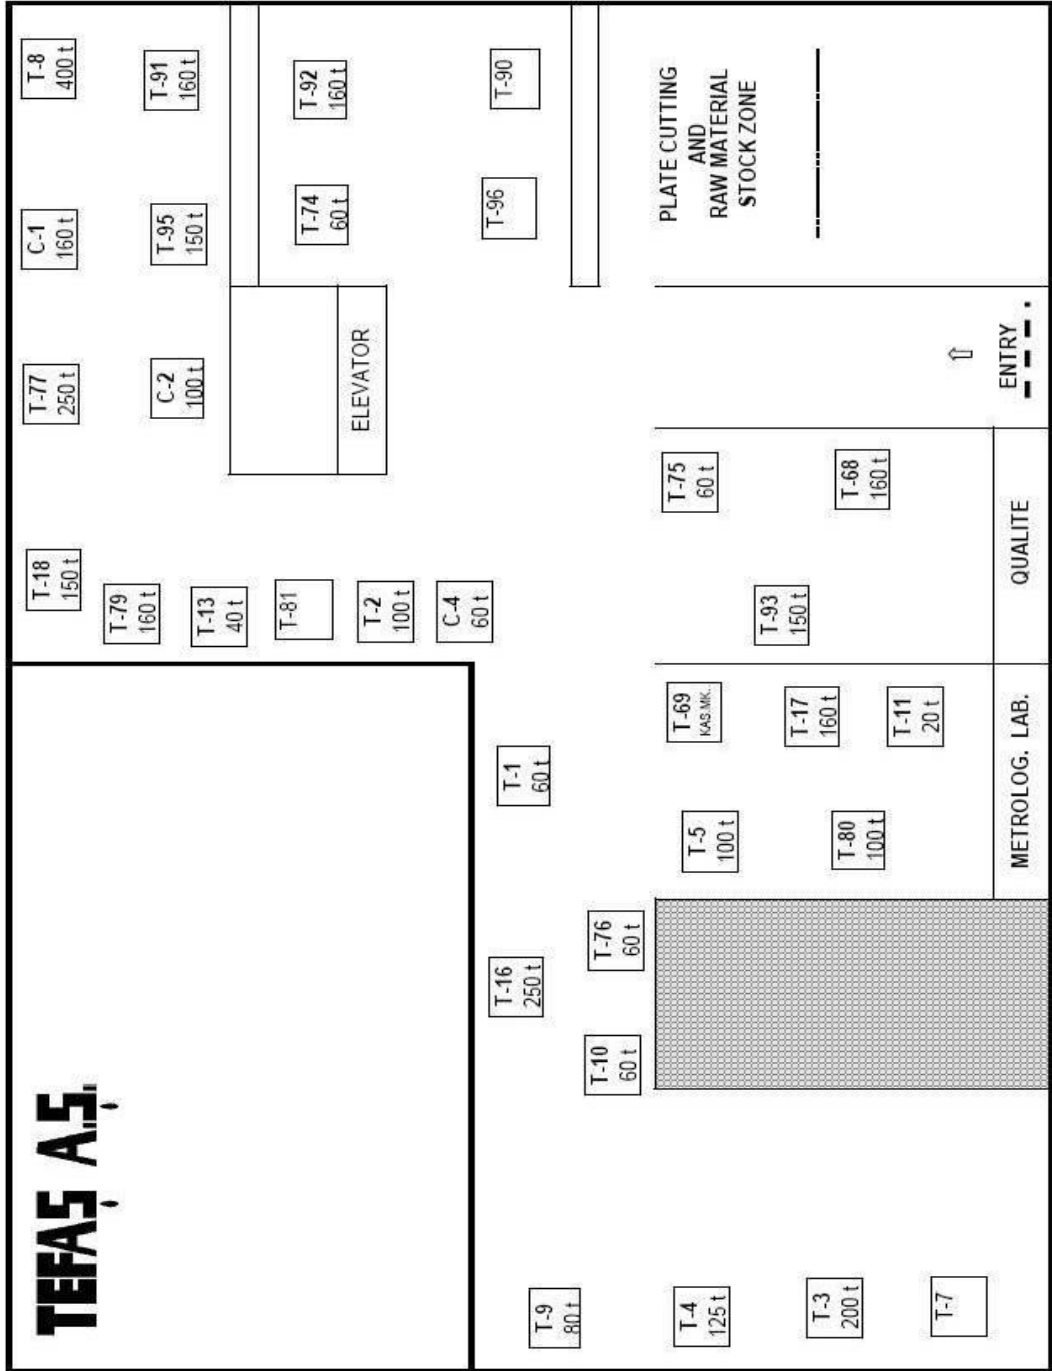 TEFAŞ A.Ş.
T-18
150 t
T-77
250 t
C-1
160 t
T-8
400 t
T-79
160 t
C-2
100 t
T-95
150 t
T-91
160 t
T-13
40 t
T-81
T-74
60 t
T-92
160 t
ELEVATOR
T-2
100 t
C-4
60 t
T-96
T-90
T-9
80 t
T-16
250 t
T-1
60 t
T-10
60 t
T-76
60 t
T-4
125 t
T-5
100 t
T-69
KAS.MK..
T-75
60 t
PLATE CUTTING
AND
RAW MATERIAL
STOCK ZONE
T-17
160 t
T-93
150 t
T-3
200 t
T-80
100 t
T-68
160 t
T-11
20 t
T-7
METROLOG. LAB.
QUALITE
ENTRY